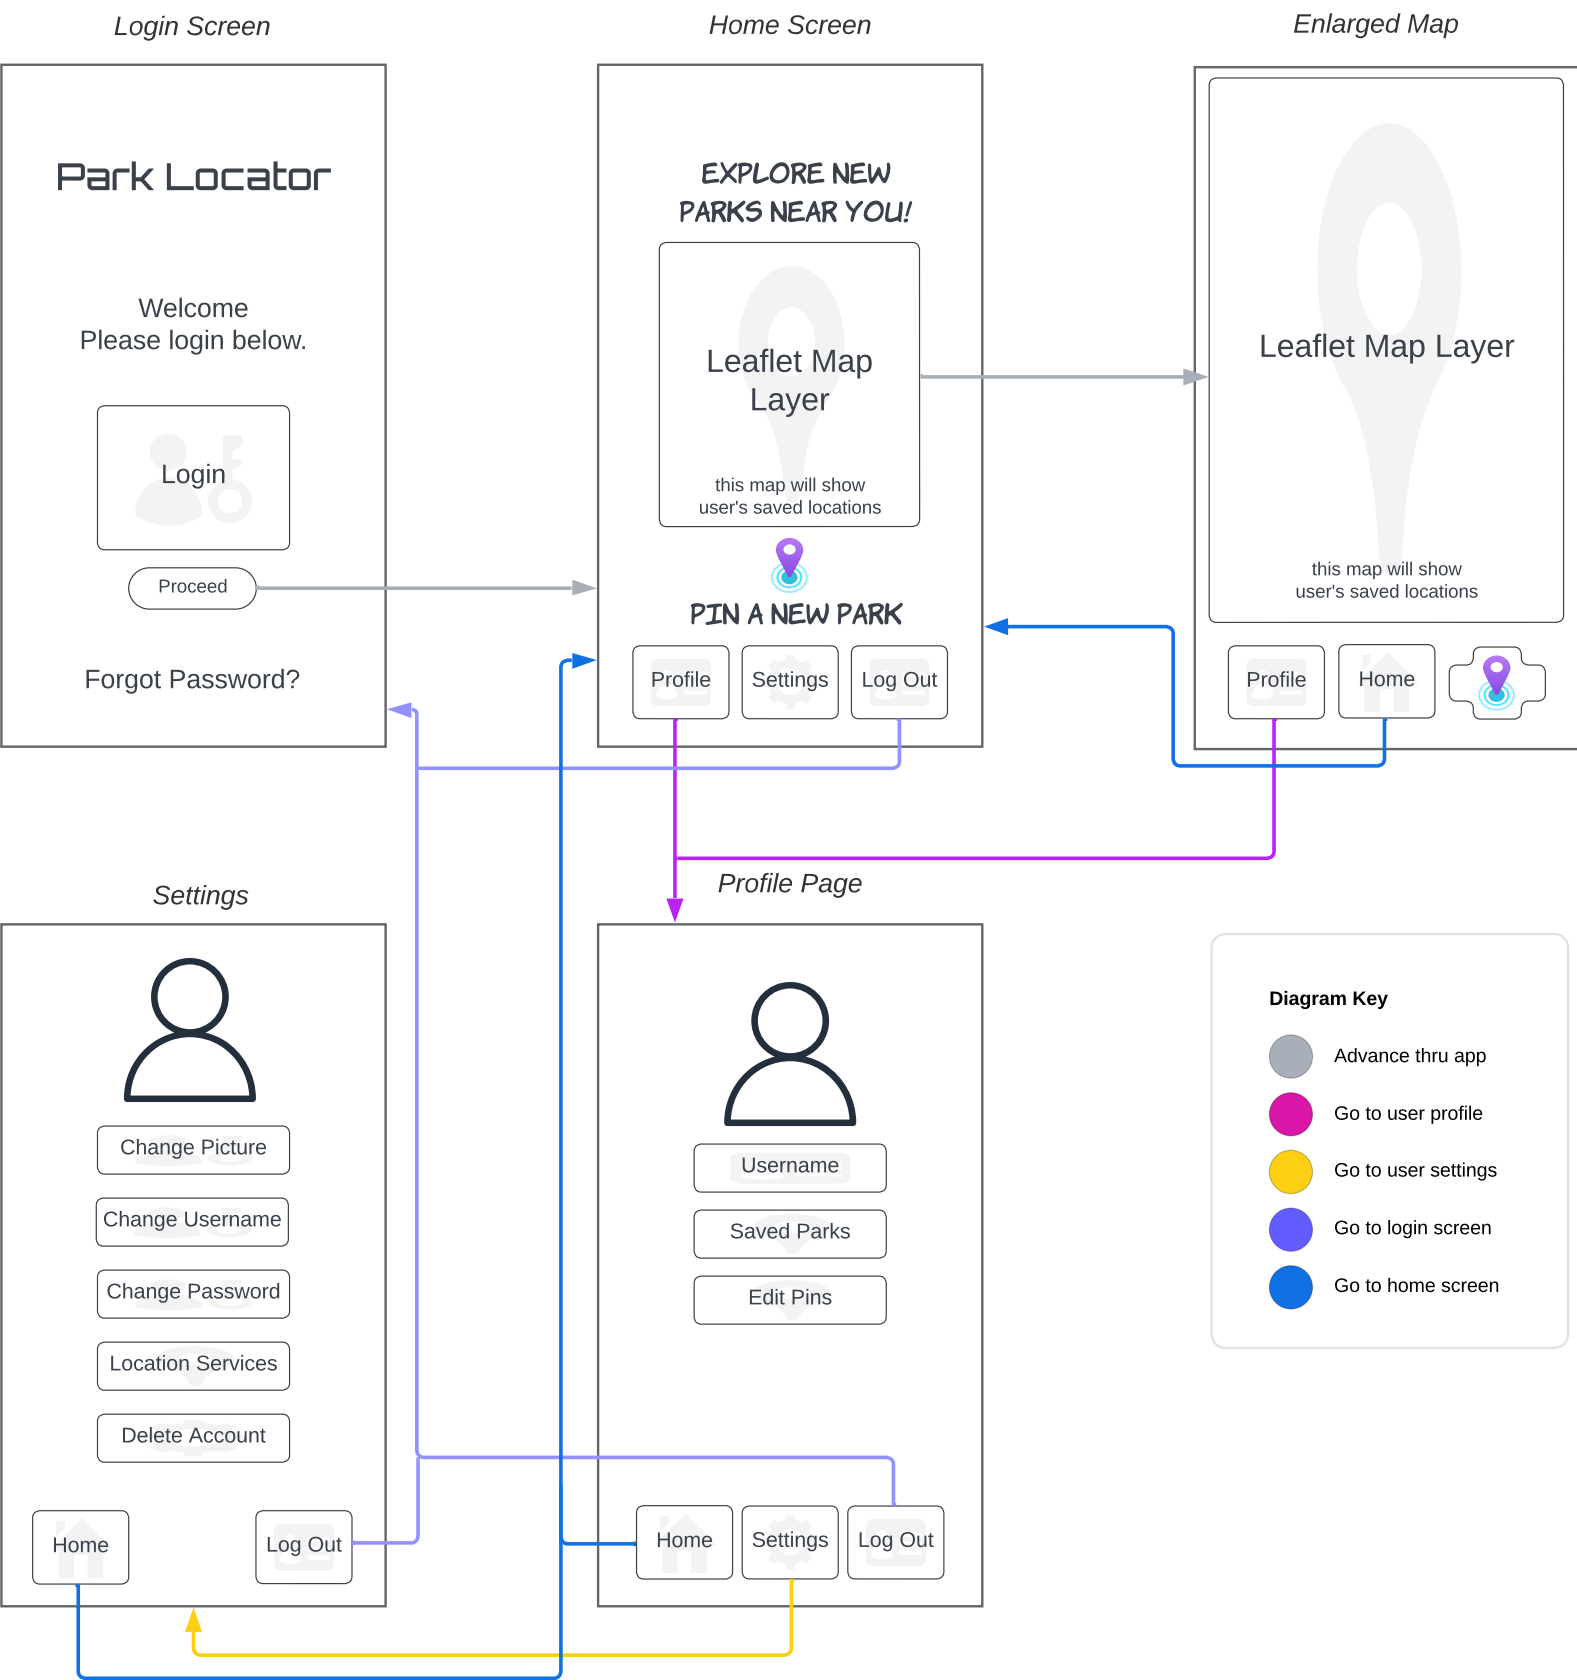 Login Screen
Park Locator
Welcome
Please login below.
Login
Proceed
Forgot Password?
Home Screen
EXPLORE NEW
PARKS NEAR YOU!
Leaflet Map
Layer
this map will show
user's saved locations
PIN A NEW PARK
Profile
Settings
Log Out
Enlarged Map
Leaflet Map Layer
this map will show
user's saved locations
Profile
Home
Settings
Change Picture
Change Username
Change Password
Location Services
Delete Account
Home
Log Out
Profile Page
Username
Saved Parks
Edit Pins
Home
Settings
Log Out
Diagram Key
Advance thru app
Go to user profile
Go to user settings
Go to login screen
Go to home screen